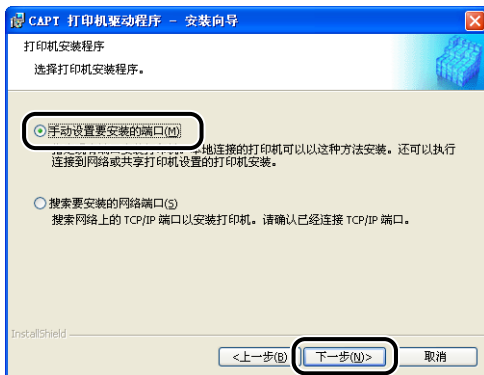 CAPT 打印机驱动程序 - 安装向导
打印机安装程序
选择打印机安装程序。
手动设置要安装的端口(M)
本地连接的打印机可以以这种方法安装。还可以执行
连接到网络或共享打印机设置的打印机安装。
搜索要安装的网络端口(S)
搜索网络上的 TCP/IP 端口以安装打印机。请确认已经连接 TCP/IP 端口。
InstallShield
<上一步(B) 下一步(N)> 取消